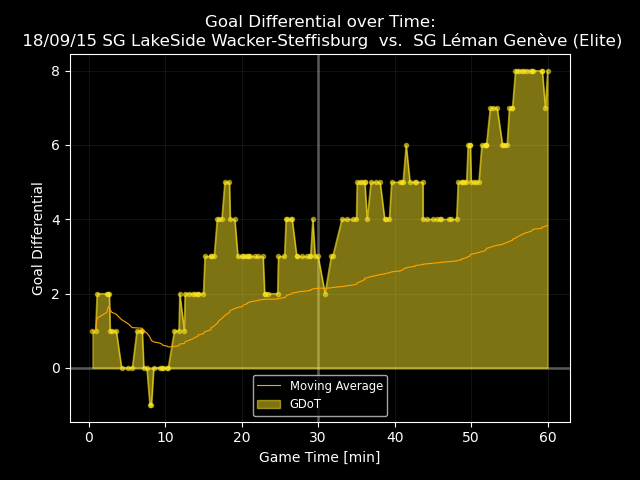 Goal Differential over Time:
18/09/15 SG LakeSide Wacker-Steffisburg  vs.  SG Léman Genève (Elite)
8
6
4
2
0
Goal Differential
Moving Average
GDoT
0 10 20 30 40 50 60
Game Time [min]